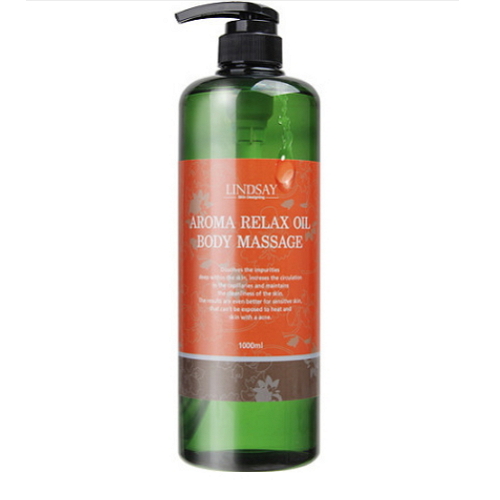 LINDSAY
AROMA RELAX OIL
BODY MASSAGE
the impurities
deep within the skin, incress the circulation
in the capillaries and maintains
the cleanliness of the skin.
The results are even better for sensitive skin,
that can't be exposed to heat and
skin with a acne.
1000ml